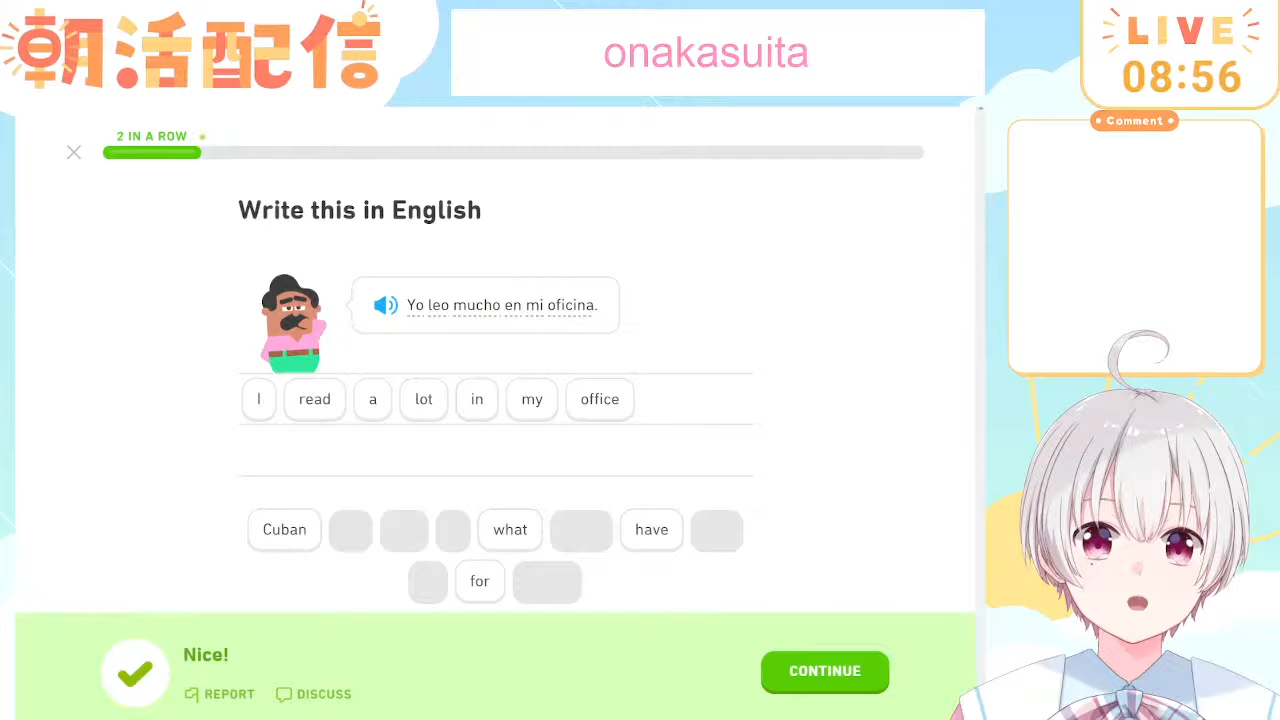 朝活配信
onakasuita
LIVE
08:56
Comment
2 IN A ROW
Write this in English
Yo leo mucho en mi oficina.
I read a lot in my office
Cuban what have
for
Nice!
REPORT DISCUSS
CONTINUE